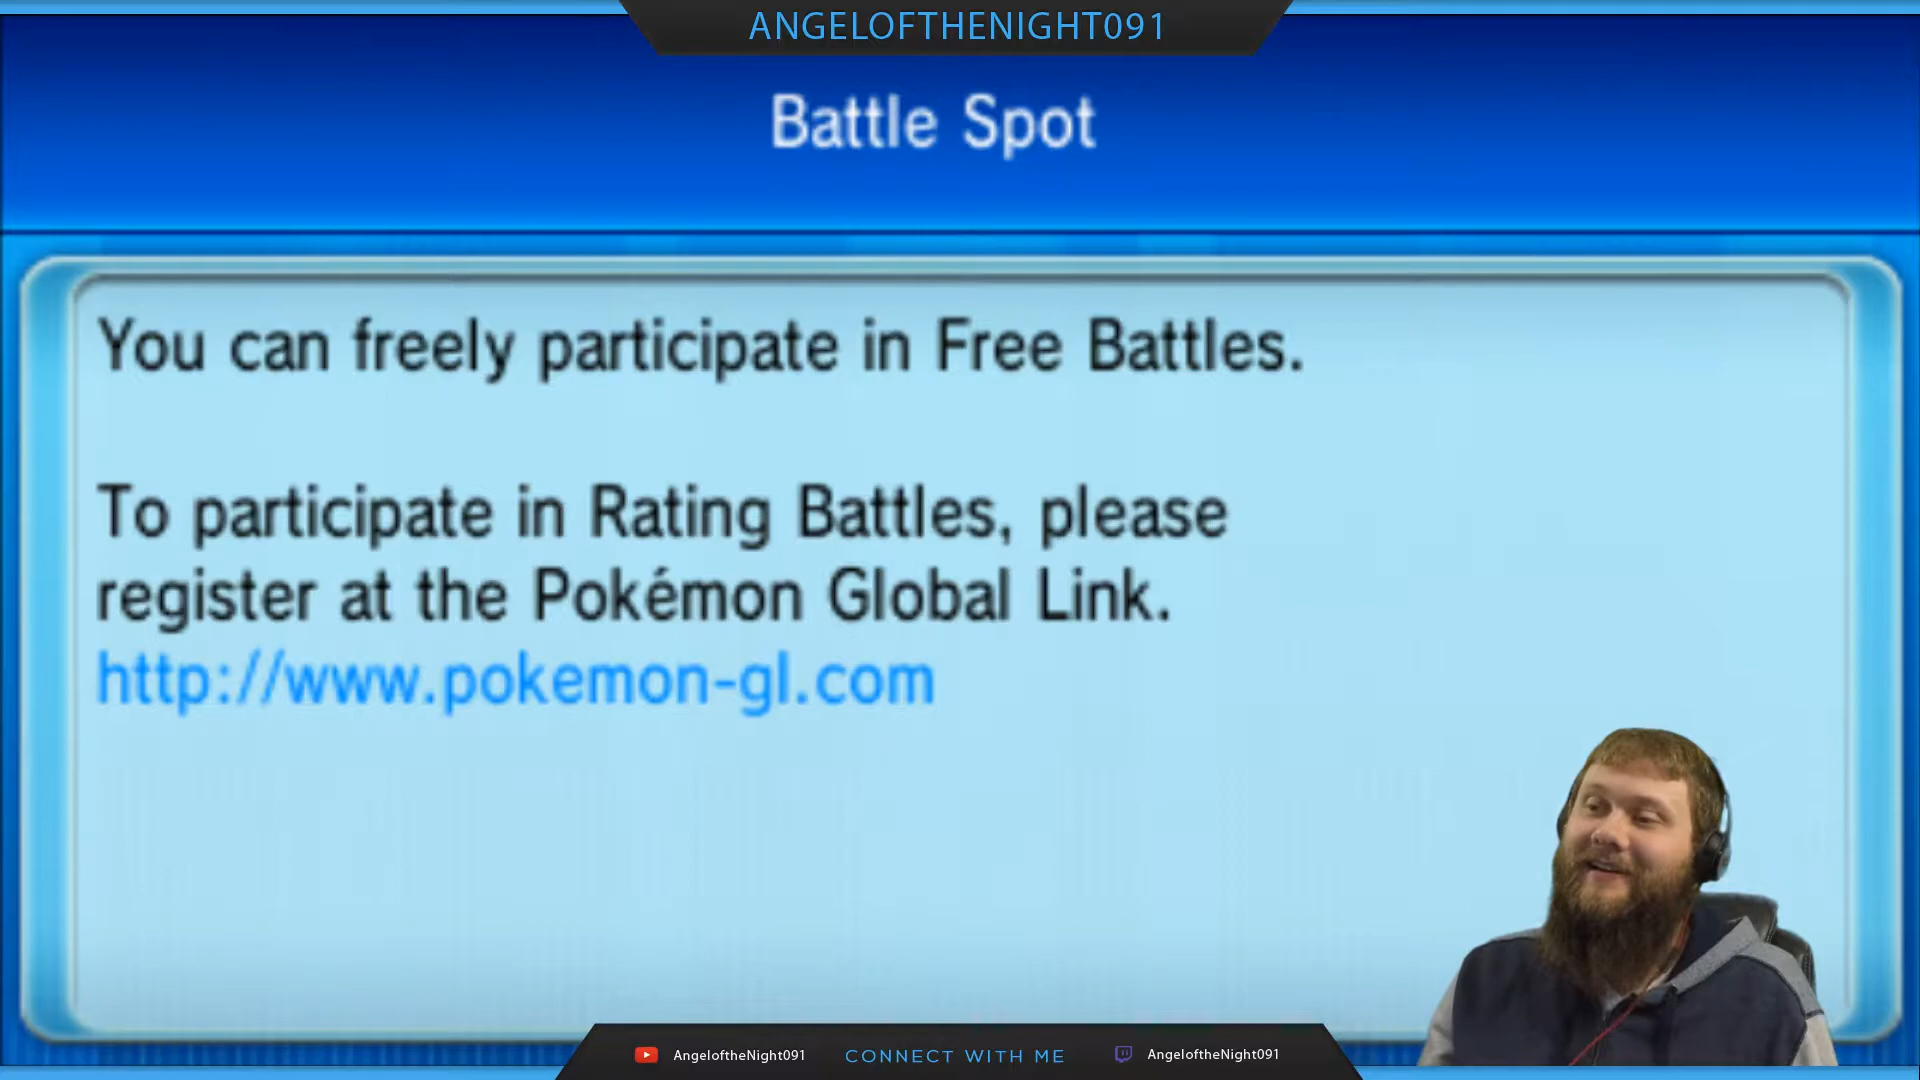 ANGELOFTHENIGHT091
Battle Spot
You can freely participate in Free Battles.
To participate in Rating Battles, please
register at the Pokémon Global Link.
http://www.pokemon-gl.com
AngeloftheNight091 CONNECT WITH ME AngeloftheNight091